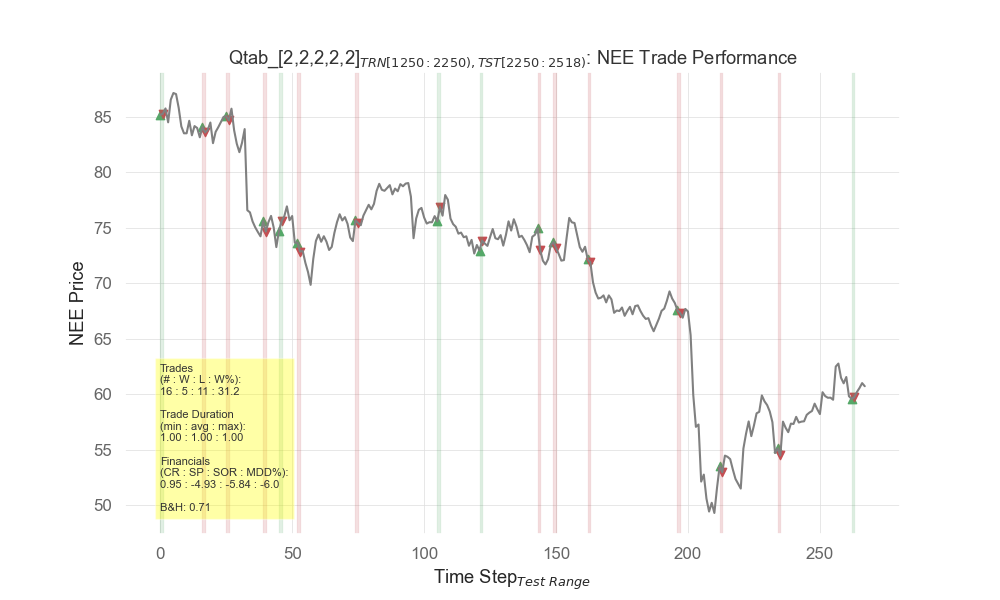 Qtab_[2,2,2,2,2]TRN[1250:2250),TST[2250:2518): NEE Trade Performance
NEE Price
85
80
75
70
65
60
55
50
Trades
(# : W : L : W%):
16 : 5 : 11 : 31.2
Trade Duration
(min : avg : max):
1.00 : 1.00 : 1.00
Financials
(CR : SP : SOR : MDD%):
0.95 : -4.93 : -5.84 : -6.0
B&H: 0.71
0 50 100 150 200 250
Time StepTest Range